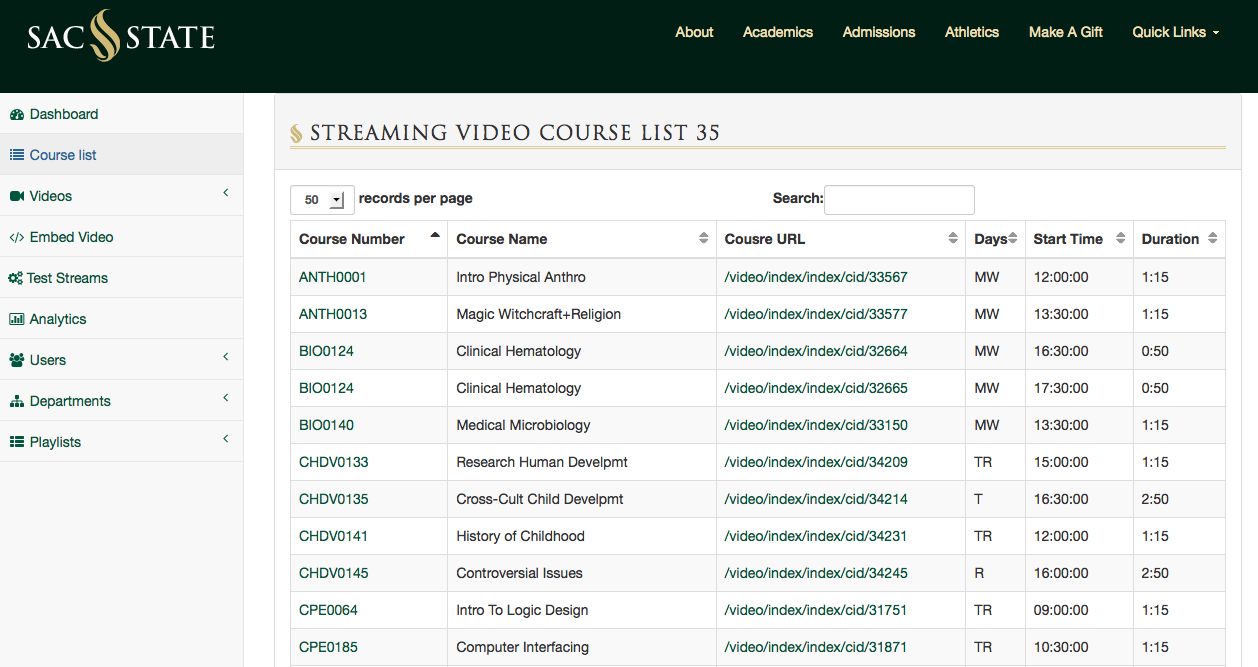 SAC STATE
About Academics Admissions Athletics Make A Gift Quick Links
Dashboard
Course list
Videos
Embed Video
Test Streams
Analytics
Users
Departments
Playlists
STREAMING VIDEO COURSE LIST 35
50 records per page Search:
Course Number Course Name Cousre URL Days Start Time Duration
ANTH0001 Intro Physical Anthro /video/index/index/cid/33567 MW 12:00:00 1:15
ANTH0013 Magic Witchcraft+Religion /video/index/index/cid/33577 MW 13:30:00 1:15
BIO0124 Clinical Hematology /video/index/index/cid/32664 MW 16:30:00 0:50
BIO0124 Clinical Hematology /video/index/index/cid/32665 MW 17:30:00 0:50
BIO0140 Medical Microbiology /video/index/index/cid/33150 MW 13:30:00 1:15
CHDV0133 Research Human Develpmt /video/index/index/cid/34209 TR 15:00:00 1:15
CHDV0135 Cross-Cult Child Develpmt /video/index/index/cid/34214 T 16:30:00 2:50
CHDV0141 History of Childhood /video/index/index/cid/34231 TR 12:00:00 1:15
CHDV0145 Controversial Issues /video/index/index/cid/34245 R 16:00:00 2:50
CPE0064 Intro To Logic Design /video/index/index/cid/31751 TR 09:00:00 1:15
CPE0185 Computer Interfacing /video/index/index/cid/31871 TR 10:30:00 1:15